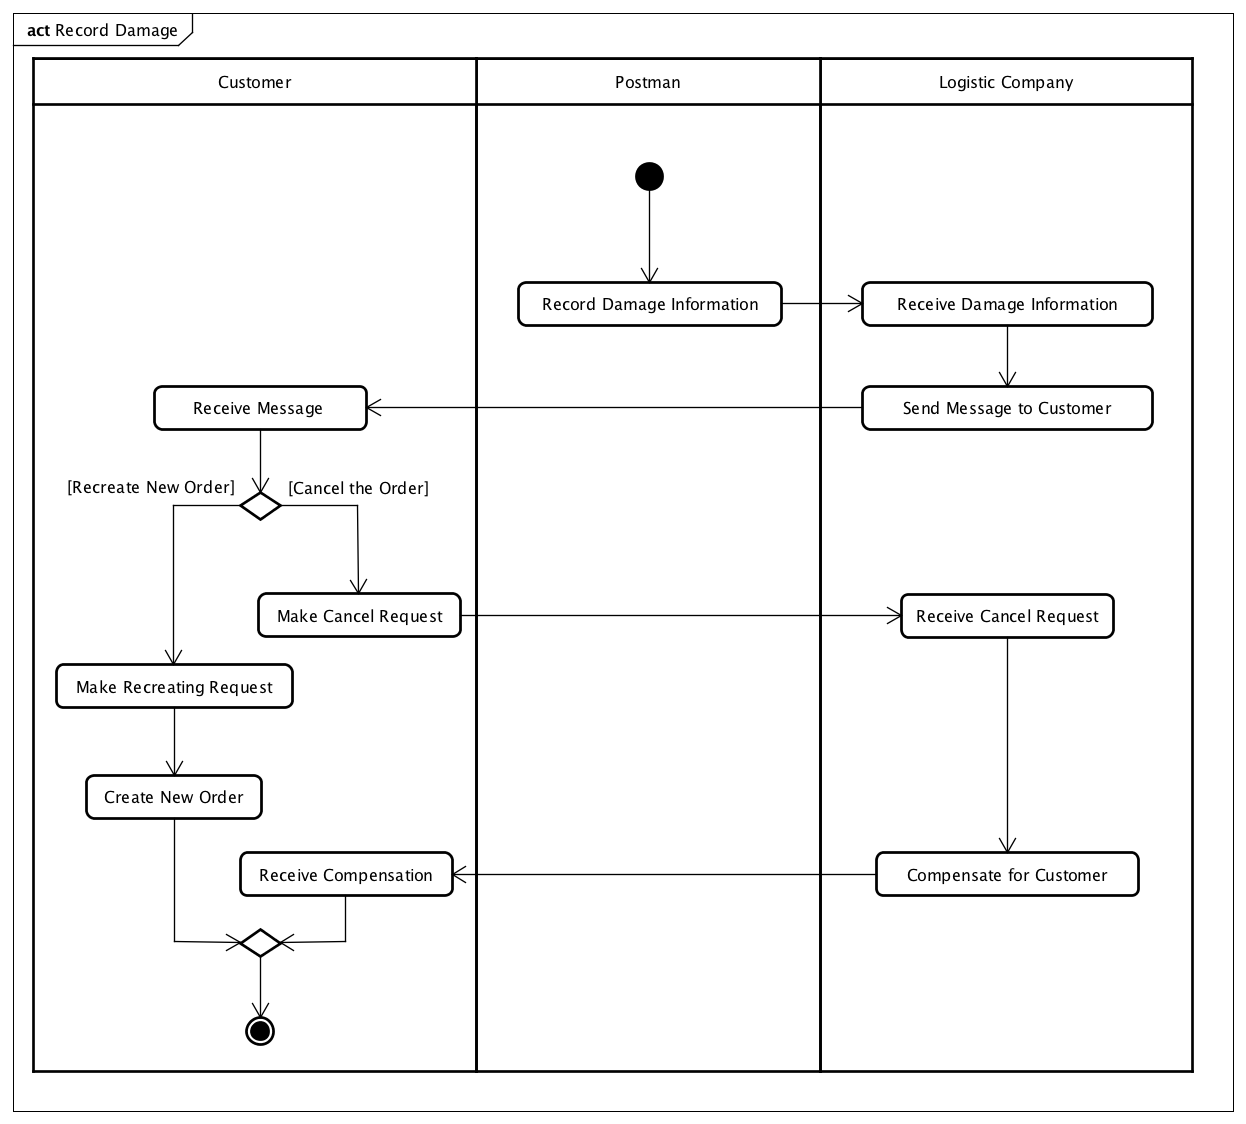 act Record Damage
Customer
Postman
Logistic Company
Record Damage Information
Receive Damage Information
Receive Message
Send Message to Customer
[Recreate New Order]
[Cancel the Order]
Make Cancel Request
Receive Cancel Request
Make Recreating Request
Create New Order
Receive Compensation
Compensate for Customer